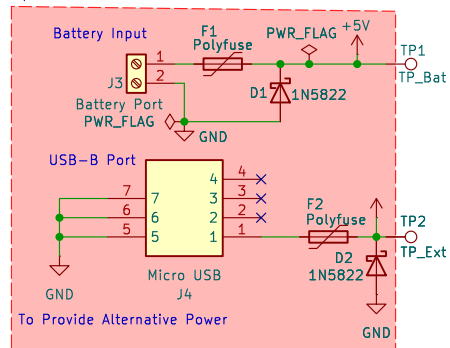 Battery Input
F1
Polyfuse
PWR_FLAG
+5V
TP1
TP_Bat
1
2
J3
Battery Port
PWR_FLAG
GND
D1
1N5822
USB-B Port
7
6
5
7
6
5
4
3
2
1
4
3
2
1
F2
Polyfuse
TP2
TP_Ext
D2
1N5822
Micro USB
J4
GND
GND
To Provide Alternative Power